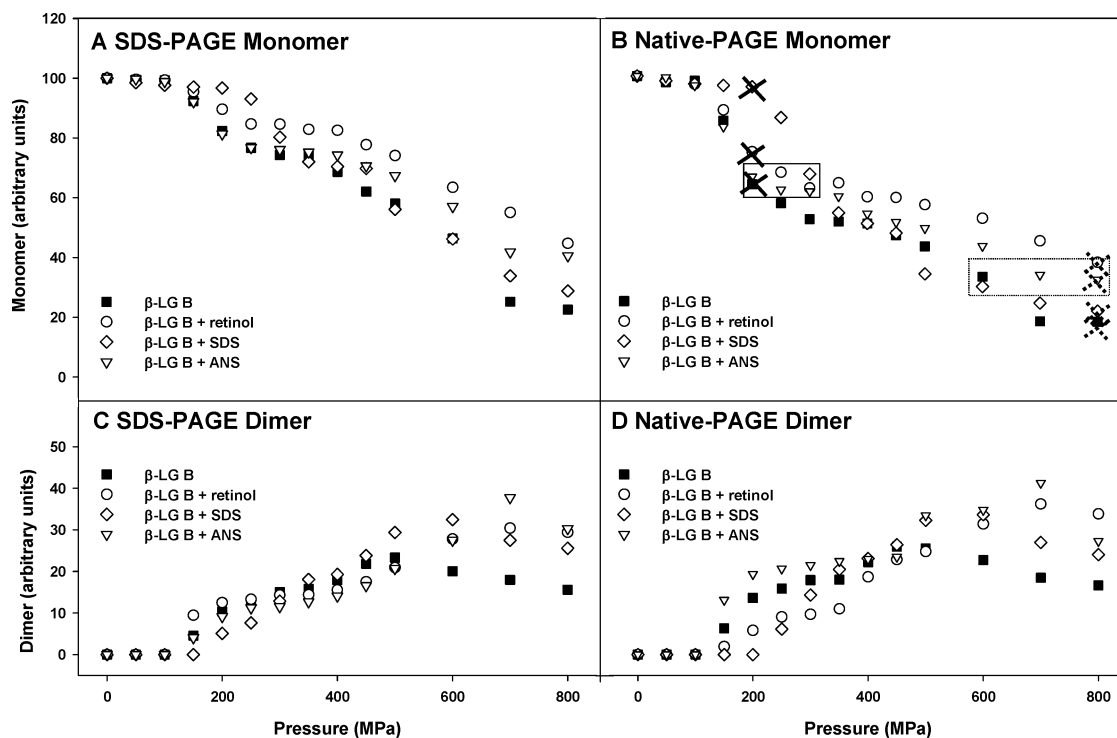 A SDS-PAGE Monomer
B Native-PAGE Monomer
Monomer (arbitrary units)
120
100
80
60
40
20
0
β-LG B
β-LG B + retinol
β-LG B + SDS
β-LG B + ANS
β-LG B
β-LG B + retinol
β-LG B + SDS
β-LG B + ANS
C SDS-PAGE Dimer
D Native-PAGE Dimer
Dimer (arbitrary units)
50
40
30
20
10
0
β-LG B
β-LG B + retinol
β-LG B + SDS
β-LG B + ANS
β-LG B
β-LG B + retinol
β-LG B + SDS
β-LG B + ANS
0 200 400 600 800
0 200 400 600 800
Pressure (MPa)
Pressure (MPa)